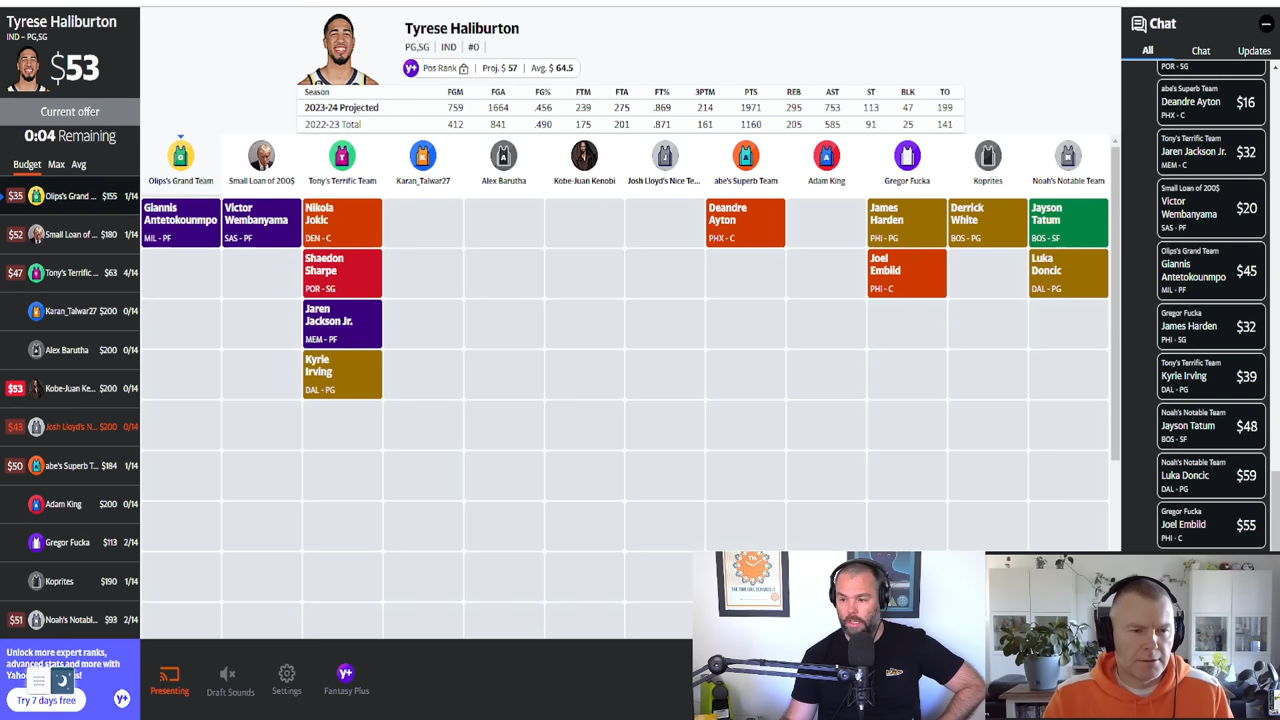 Tyrese Haliburton
IND – PG,SG
$53
Current offer
0:04 Remaining
Budget Max Avg
$35 Olips's Grand ... $155 1/14
$32 Small Loan of ... $180 1/14
$47 Tony's Terrific ... $63 4/14
Karan_Talwar27 $200 0/14
Alex Barutha $200 0/14
$53 Kobe-Juan Ke... $200 0/14
$43 Josh Lloyd's N... $200 0/14
$50 abe's Superb T... $184 1/14
Adam King $200 0/14
Gregor Fucka $113 2/14
Koprites $190 1/14
$51 Noah's Notabl... $93 2/14
Unlock more expert ranks,
advanced stats and more with
Try 7 days free
y+
Tyrese Haliburton
PG,SG IND #0
y+ Pos Rank Proj. $ 57 Avg. $ 64.5
Season FGM FGA FG% FTM FTA FT% 3PTM PTS REB AST ST BLK TO
2023-24 Projected 759 1664 .456 239 275 .869 214 1971 295 753 113 47 199
2022-23 Total 412 841 .490 175 201 .871 161 1160 205 585 91 25 141
Olips's Grand Team Small Loan of 200$ Tony's Terrific Team Karan_Talwar27 Alex Barutha Kobe-Juan Kenobi Josh Lloyd's Nice Te... abe's Superb Team Adam King Gregor Fucka Koprites Noah's Notable Team
Giannis
Antetokounmpo
MIL - PF
Victor
Wembanyama
SAS - PF
Nikola
Jokic
DEN - C
Deandre
Ayton
PHX - C
James
Harden
PHI - PG
Derrick
White
BOS - PG
Jayson
Tatum
BOS - SF
Shaedon
Sharpe
POR - SG
Joel
Embiid
PHI - C
Luka
Doncic
DAL - PG
Jaren
Jackson Jr.
MEM - PF
Kyrie
Irving
DAL - PG
Presenting
Draft Sounds
Settings
Fantasy Plus
Chat
All Chat Updates
POR - SG
abe's Superb Team
Deandre Ayton $16
PHX - C
Tony's Terrific Team
Jaren Jackson Jr. $32
MEM - C
Small Loan of 200$
Victor
Wembanyama $20
SAS - PF
Olips's Grand Team
Giannis
Antetokounmpo $45
MIL - PF
Gregor Fucka
James Harden $32
PHI - SG
Tony's Terrific Team
Kyrie Irving $39
DAL - PG
Noah's Notable Team
Jayson Tatum $48
BOS - SF
Noah's Notable Team
Luka Doncic $59
DAL - PG
Gregor Fucka
Joel Embiid $55
PHI - C